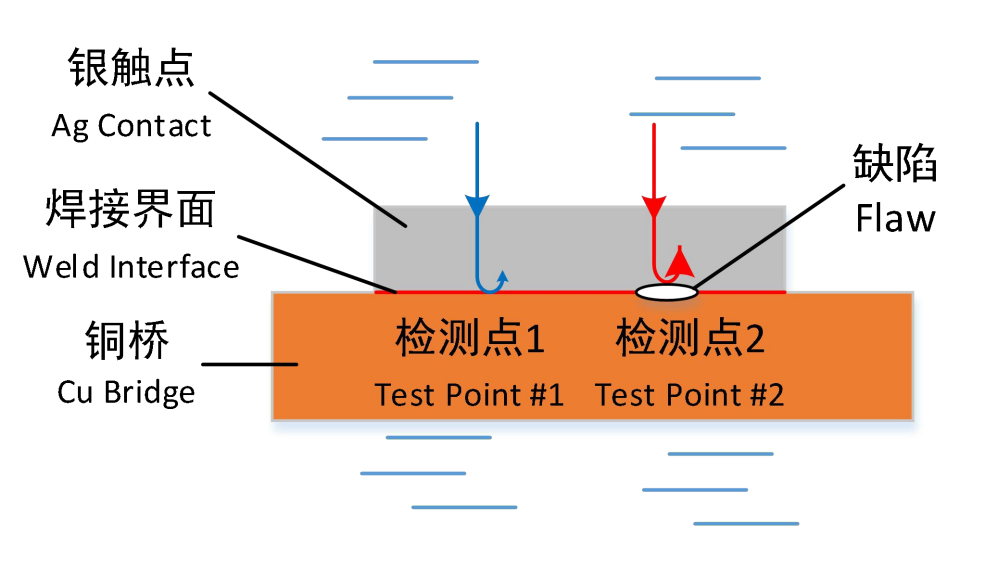 银触点
Ag Contact
焊接界面
Weld Interface
铜桥
Cu Bridge
缺陷
Flaw
检测点1
Test Point #1
检测点2
Test Point #2